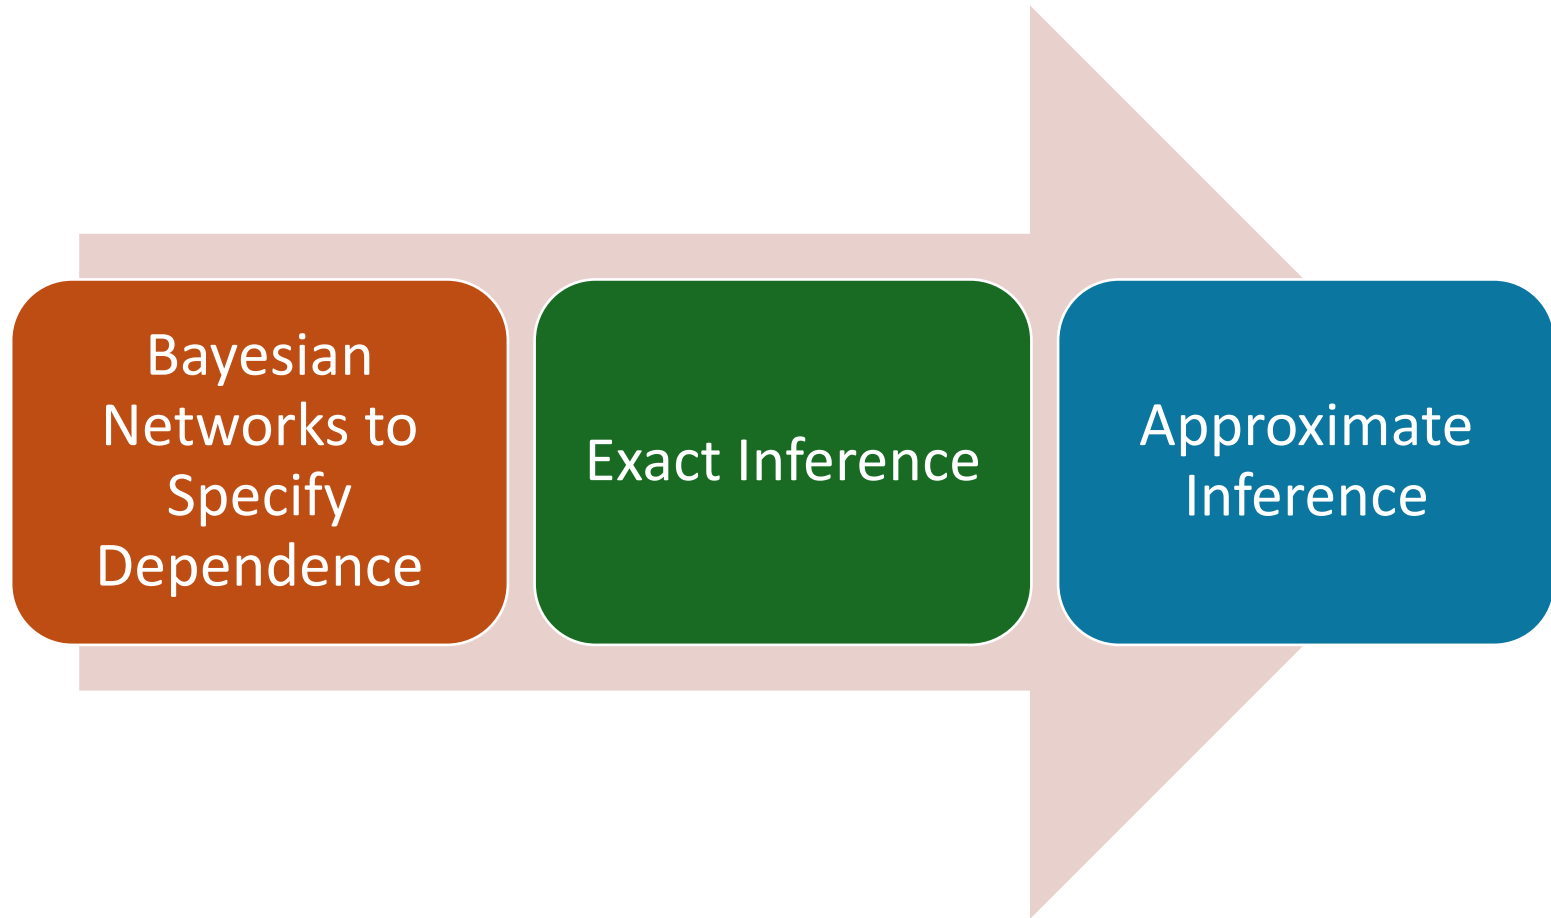 Bayesian
Networks to
Specify
Dependence
Exact Inference
Approximate
Inference